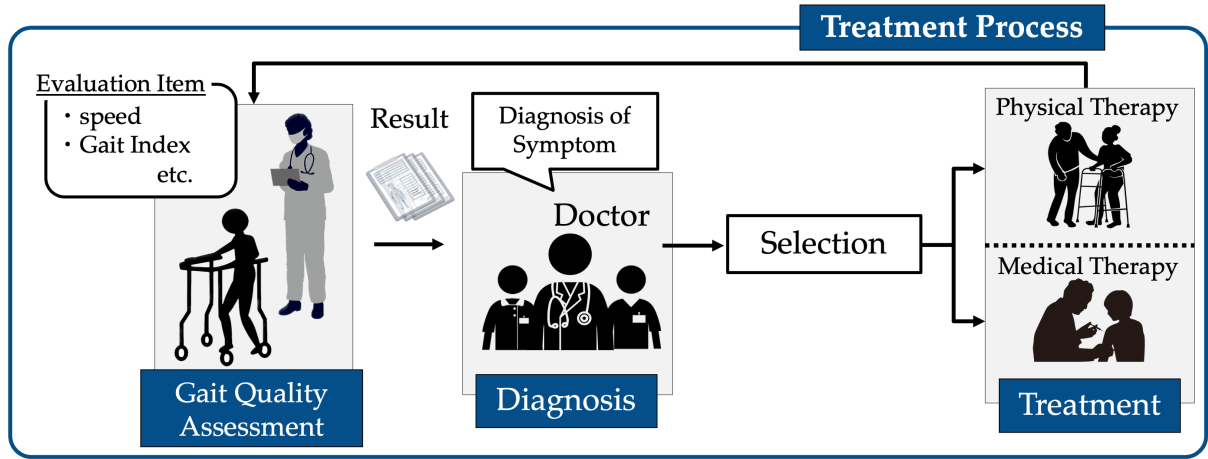 Treatment Process
Evaluation Item
・speed
・Gait Index
etc.
Result
Diagnosis of
Symptom
Doctor
Selection
Physical Therapy
Medical Therapy
Gait Quality
Assessment
Diagnosis
Treatment